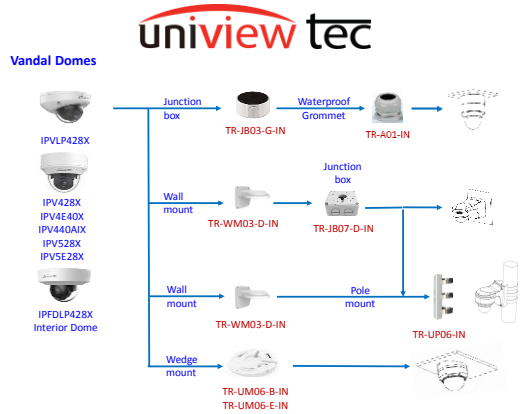 uniview tec
Vandal Domes
Junction
box
Waterproof
Grommet
IPVLP428X
TR-JB03-G-IN
TR-A01-IN
Junction
box
Wall
mount
IPV428X
IPV4E40X
IPV440AIX
IPV528X
IPV5E28X
TR-WM03-D-IN
TR-JB07-D-IN
Wall
mount
Pole
mount
IPFDLP428X
Interior Dome
TR-WM03-D-IN
TR-UP06-IN
Wedge
mount
TR-UM06-B-IN
TR-UM06-E-IN